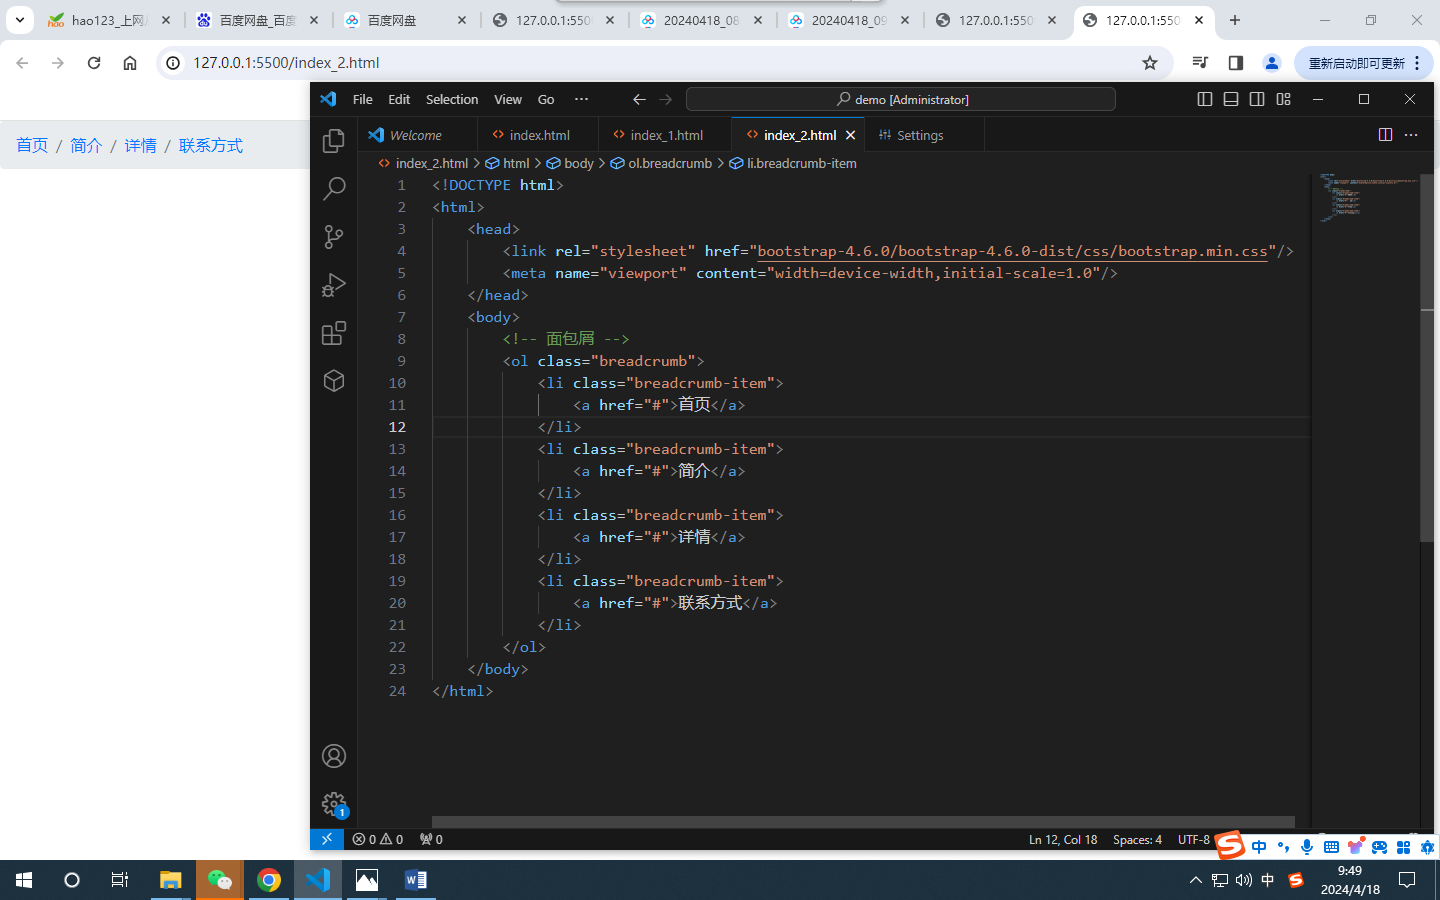 hao123_上网
百度网盘_百度
百度网盘
127.0.0.1:550
20240418_08
20240418_09
127.0.0.1:550
127.0.0.1:550
127.0.0.1:5500/index_2.html
重新启动即可更新
首页 / 简介 / 详情 / 联系方式
File Edit Selection View Go ···
demo [Administrator]
Welcome
index.html
index_1.html
index_2.html
Settings
index_2.html > html > body > ol.breadcrumb > li.breadcrumb-item
1 <!DOCTYPE html>
2 <html>
3 <head>
4 <link rel="stylesheet" href="bootstrap-4.6.0/bootstrap-4.6.0-dist/css/bootstrap.min.css"/>
5 <meta name="viewport" content="width=device-width,initial-scale=1.0"/>
6 </head>
7 <body>
8 <!-- 面包屑 -->
9 <ol class="breadcrumb">
10 <li class="breadcrumb-item">
11 <a href="#">首页</a>
12 </li>
13 <li class="breadcrumb-item">
14 <a href="#">简介</a>
15 </li>
16 <li class="breadcrumb-item">
17 <a href="#">详情</a>
18 </li>
19 <li class="breadcrumb-item">
20 <a href="#">联系方式</a>
21 </li>
22 </ol>
23 </body>
24 </html>
1
0 0 0
Ln 12, Col 18 Spaces: 4 UTF-8
中
中
9:49
2024/4/18